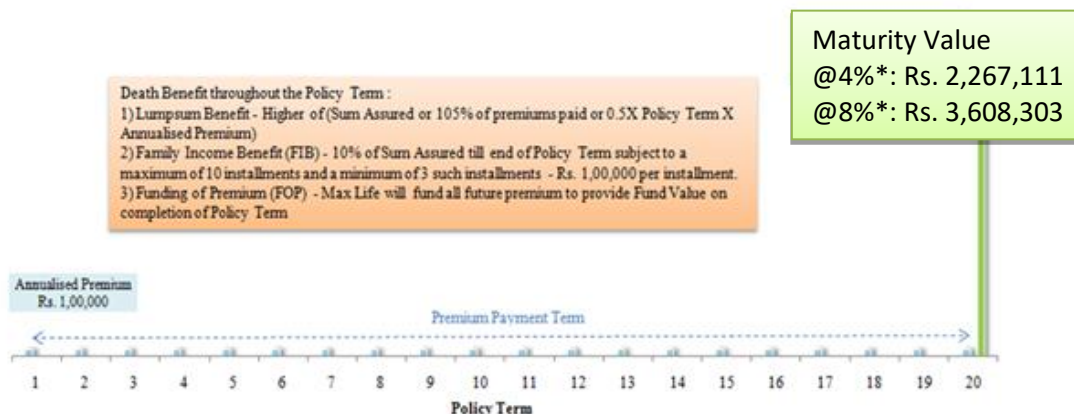 Maturity Value
@4%*: Rs. 2,267,111
@8%*: Rs. 3,608,303
Death Benefit throughout the Policy Term :
1) Lumpsum Benefit - Higher of (Sum Assured or 105% of premiums paid or 0.5X Policy Term X
Annualised Premium)
2) Family Income Benefit (FIB) - 10% of Sum Assured till end of Policy Term subject to a
maximum of 10 installments and a minimum of 3 such installments - Rs. 1,00,000 per installment.
3) Funding of Premium (FOP) - Max Life will fund all future premium to provide Fund Value on
completion of Policy Term
Annualised Premium
Rs. 1,00,000
Premium Payment Term
1 2 3 4 5 6 7 8 9 10 11 12 13 14 15 16 17 18 19 20
Policy Term